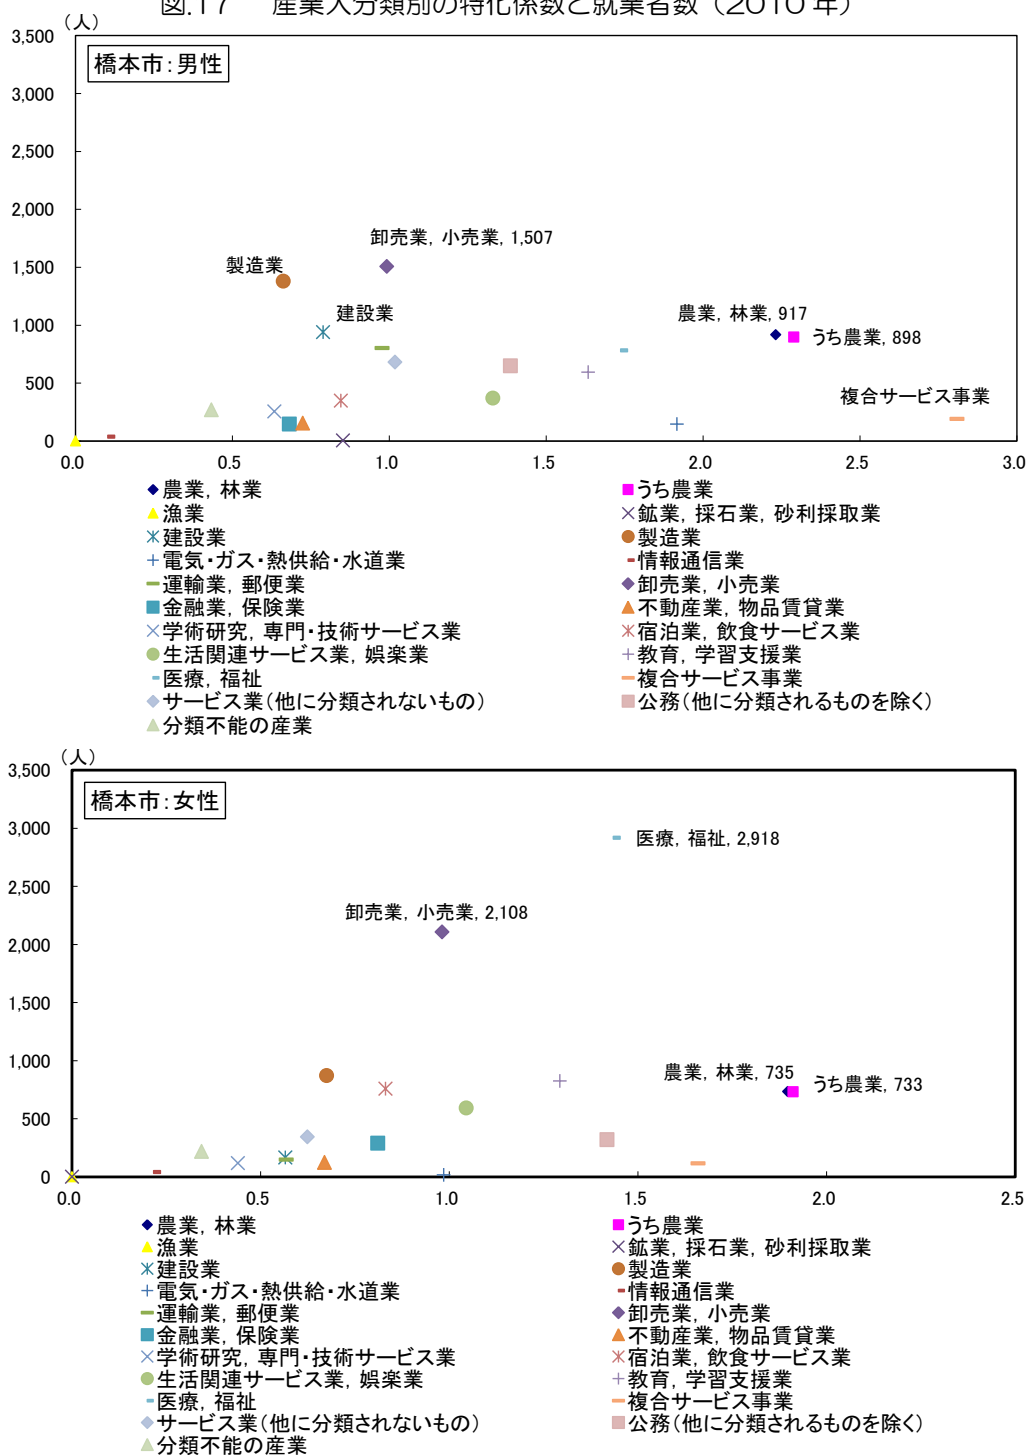 図.17 産業大分類別の特化係数と就業者数（2010年）
（人）
3,500
橋本市：男性
3,000
2,500
2,000
卸売業，小売業，1,507
1,500
製造業
建設業
農業，林業，917
1,000
うち農業，898
500
複合サービス事業
0
0.0 0.5 1.0 1.5 2.0 2.5 3.0
農業，林業 うち農業
漁業 鉱業，採石業，砂利採取業
建設業 製造業
電気・ガス・熱供給・水道業 情報通信業
運輸業，郵便業 卸売業，小売業
金融業，保険業 不動産業，物品賃貸業
学術研究，専門・技術サービス業 宿泊業，飲食サービス業
生活関連サービス業，娯楽業 教育，学習支援業
医療，福祉 複合サービス事業
サービス業（他に分類されないもの） 公務（他に分類されるものを除く）
分類不能の産業
（人）
3,500
橋本市：女性
3,000
医療，福祉，2,918
2,500
卸売業，小売業，2,108
2,000
1,500
1,000
農業，林業，735
うち農業，733
500
0
0.0 0.5 1.0 1.5 2.0 2.5
農業，林業 うち農業
漁業 鉱業，採石業，砂利採取業
建設業 製造業
電気・ガス・熱供給・水道業 情報通信業
運輸業，郵便業 卸売業，小売業
金融業，保険業 不動産業，物品賃貸業
学術研究，専門・技術サービス業 宿泊業，飲食サービス業
生活関連サービス業，娯楽業 教育，学習支援業
医療，福祉 複合サービス事業
サービス業（他に分類されないもの） 公務（他に分類されるものを除く）
分類不能の産業